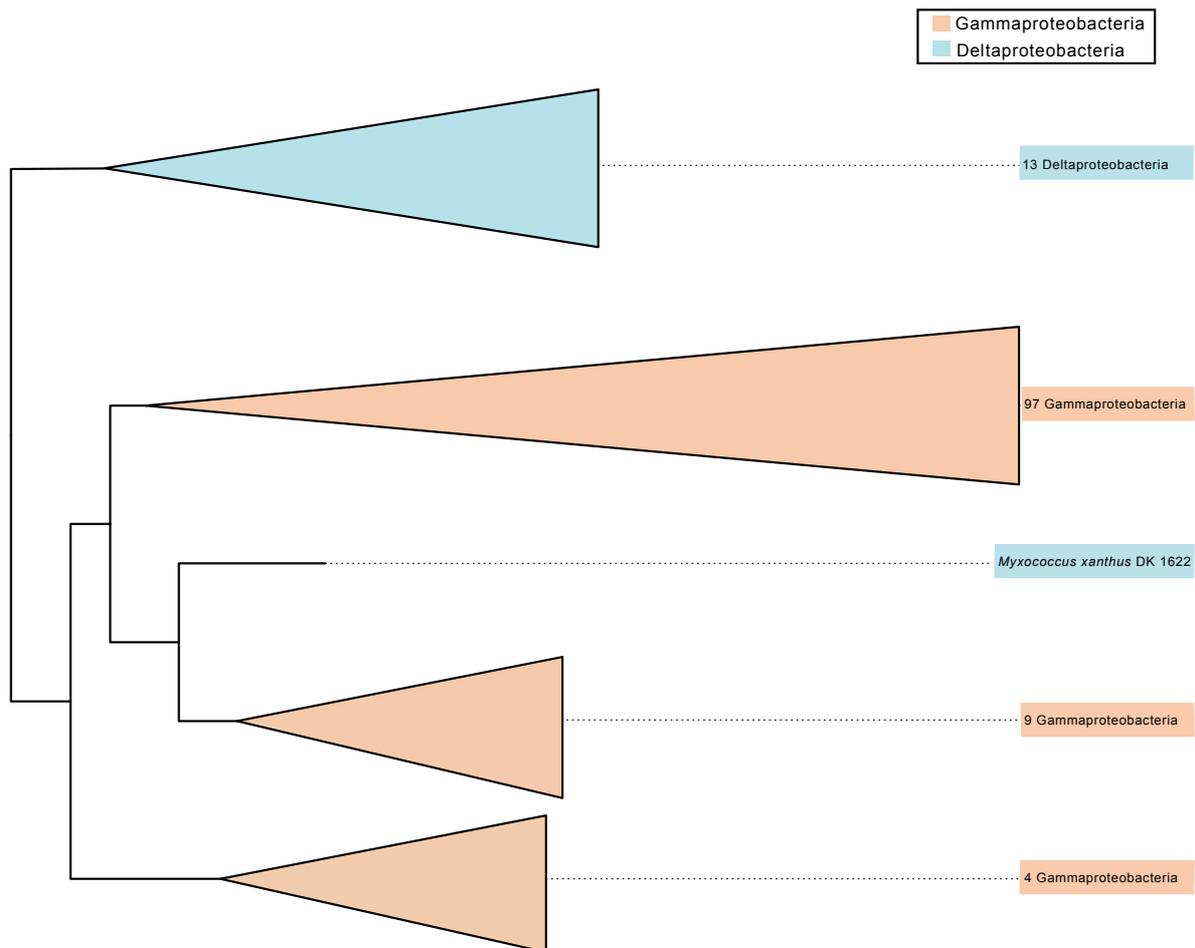 Gammaproteobacteria
Deltaproteobacteria
13 Deltaproteobacteria
97 Gammaproteobacteria
Myxococcus xanthus DK 1622
9 Gammaproteobacteria
4 Gammaproteobacteria